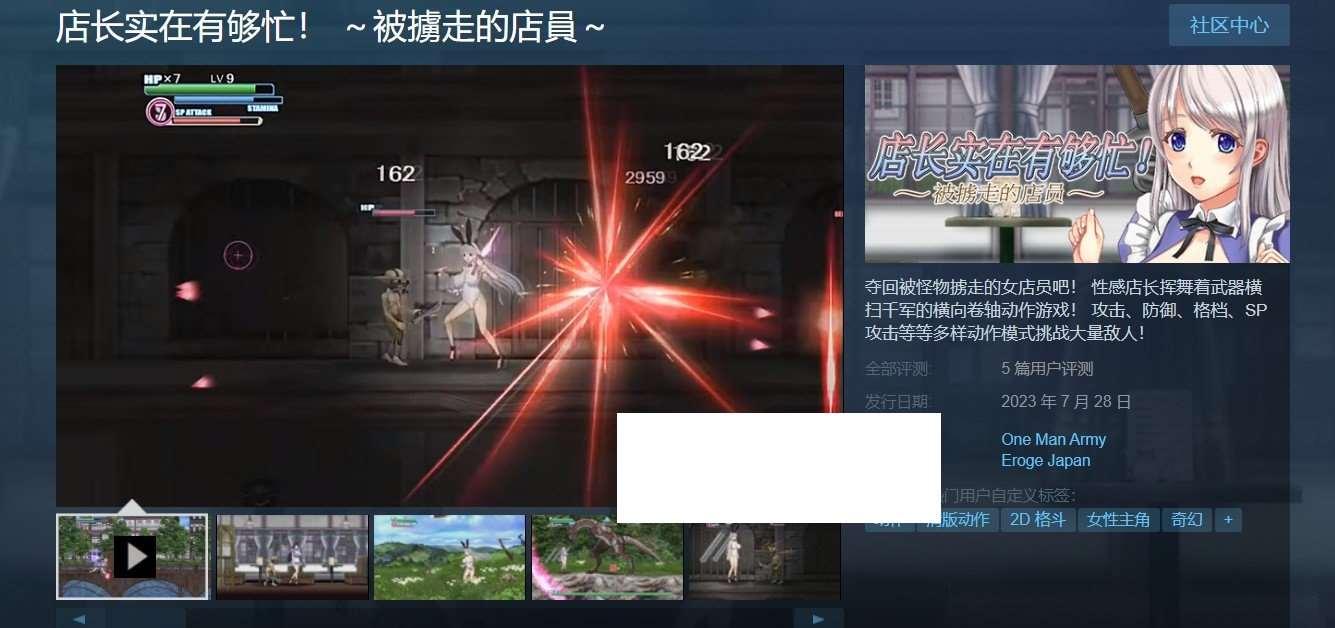 店长实在有够忙！ ～被擄走的店員～
社区中心
HP×7 LV 9
SP ATTACK
STAMINA
7
162
162
2959
HP
店长实在有够忙！
～被掳走的店员～
夺回被怪物掳走的女店员吧！ 性感店长挥舞着武器横
扫千军的横向卷轴动作游戏！ 攻击、防御、格档、SP
攻击等等多样动作模式挑战大量敌人！
全部评测: 5 篇用户评测
发行日期: 2023 年 7 月 28 日
One Man Army
Eroge Japan
门用户自定义标签:
版动作 2D 格斗 女性主角 奇幻 +